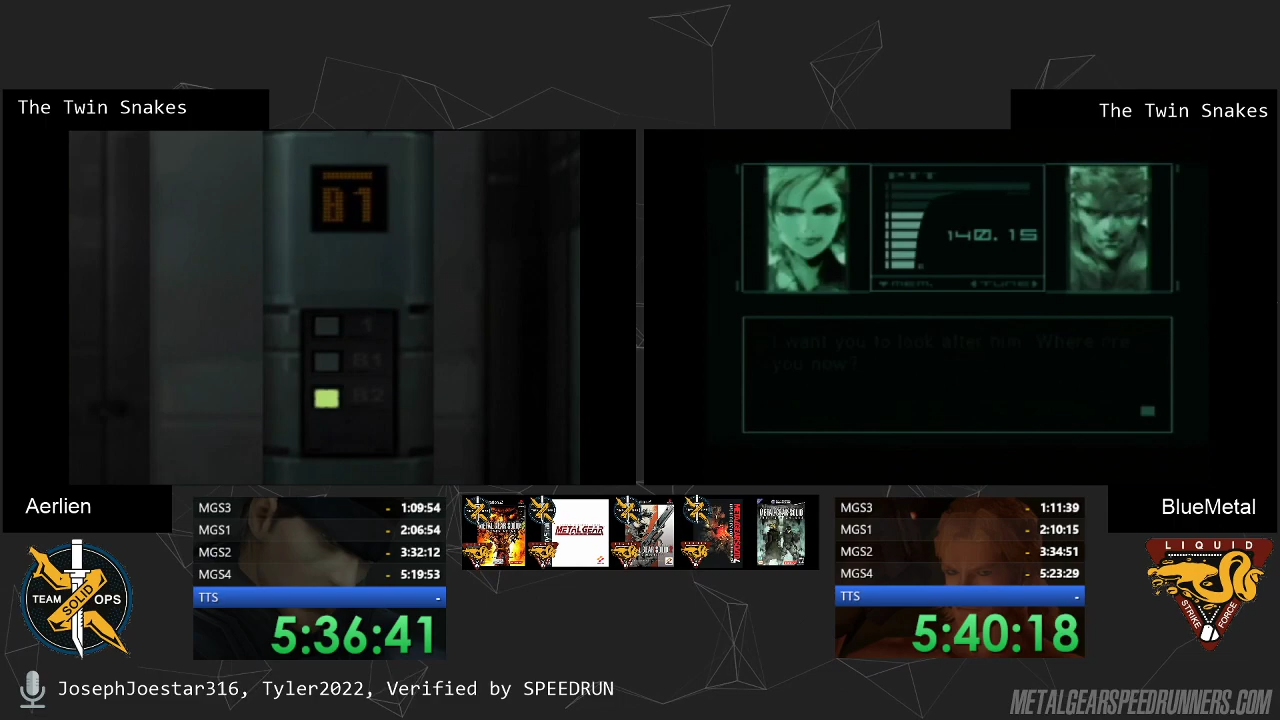 The Twin Snakes
The Twin Snakes
B1
1
B1
B2
PTT
140.15
MEM.
TUNE
I want you to look after him. Where are
you now?
Aerlien
BlueMetal
MGS3 - 1:09:54
MGS1 - 2:06:54
MGS2 - 3:32:12
MGS4 - 5:19:53
TTS -
5:36:41
MGS3 - 1:11:39
MGS1 - 2:10:15
MGS2 - 3:34:51
MGS4 - 5:23:29
TTS -
5:40:18
TEAM SOLID OPS
METAL GEAR
LIQUID
STRIKE FORCE
JosephJoestar316, Tyler2022, Verified by SPEEDRUN
METALGEARSPEEDRUNNERS.COM